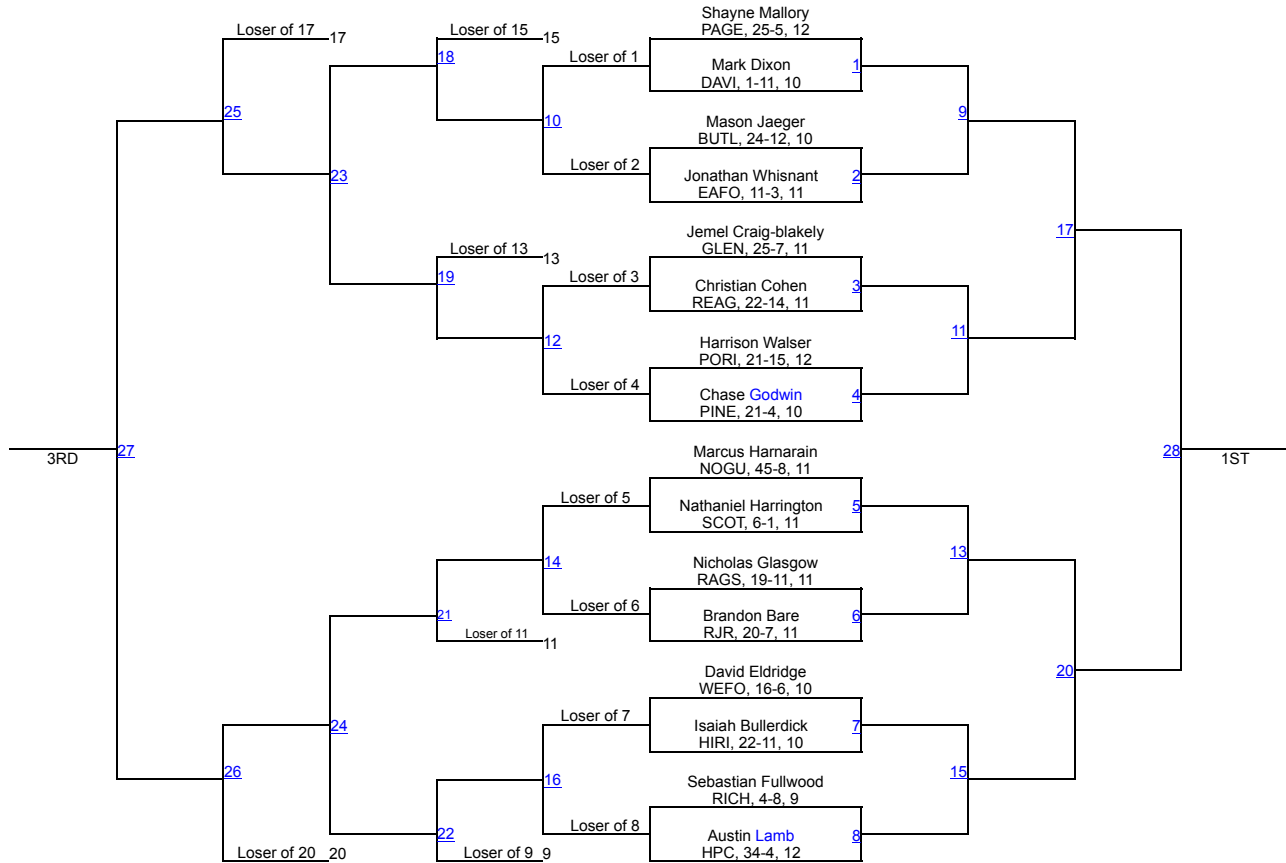 Shayne Mallory
Loser of 17 17
Loser of 15 15
PAGE, 25-5, 12
18
Loser of 1
Mark Dixon
1
DAVI, 1-11, 10
25
10
9
Mason Jaeger
BUTL, 24-12, 10
Loser of 2
23
Jonathan Whisnant
2
EAFO, 11-3, 11
Jemel Craig-blakely
17
Loser of 13 13
GLEN, 25-7, 11
19
Loser of 3
Christian Cohen
3
REAG, 22-14, 11
12
11
Harrison Walser
PORI, 21-15, 12
Loser of 4
Chase Godwin
4
PINE, 21-4, 10
3RD
27
Marcus Harnarain
28
1ST
NOGU, 45-8, 11
Loser of 5
Nathaniel Harrington
5
SCOT, 6-1, 11
14
13
Nicholas Glasgow
RAGS, 19-11, 11
Loser of 6
21
Brandon Bare
6
RJR, 20-7, 11
Loser of 11 11
David Eldridge
20
WEFO, 16-6, 10
Loser of 7
24
Isaiah Bullerdick
7
HIRI, 22-11, 10
26
16
15
Sebastian Fullwood
RICH, 4-8, 9
Loser of 8
22
Austin Lamb
8
Loser of 20 20
Loser of 9 9
HPC, 34-4, 12